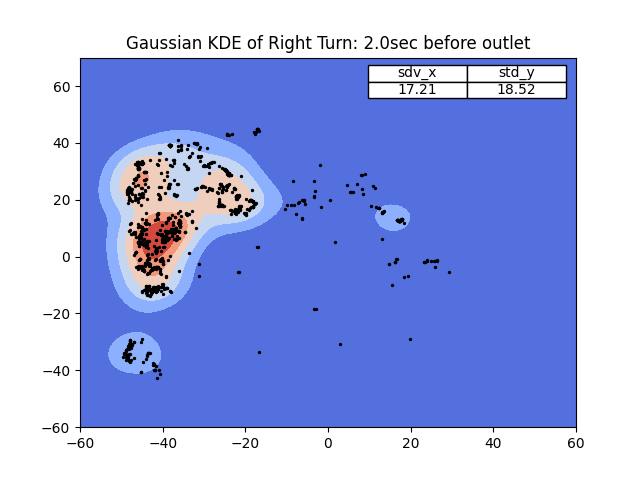 Gaussian KDE of Right Turn: 2.0sec before outlet
sdv_x std_y
17.21 18.52
60
40
20
0
−20
−40
−60
−60 −40 −20 0 20 40 60